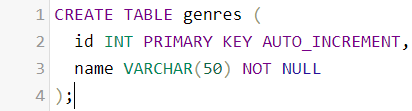 1 CREATE TABLE genres (
2 id INT PRIMARY KEY AUTO_INCREMENT,
3 name VARCHAR(50) NOT NULL
4 );